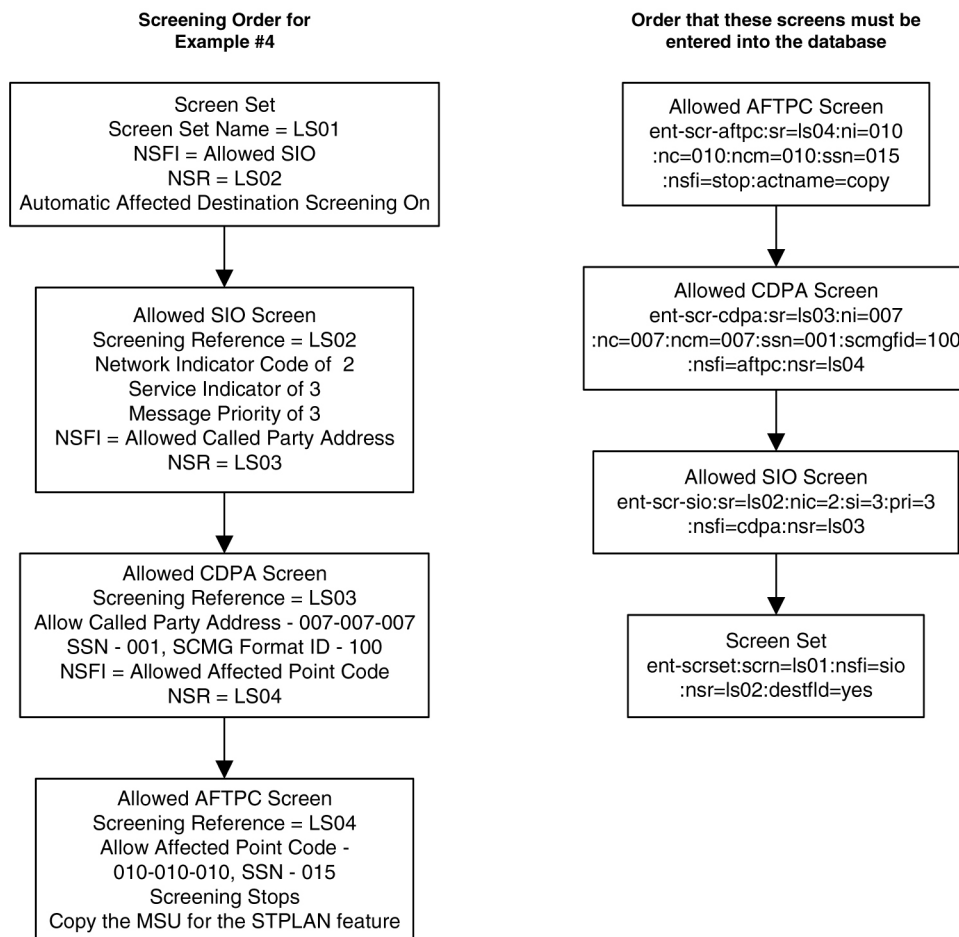 Screening Order for
Example #4
Screen Set
Screen Set Name = LS01
NSFI = Allowed SIO
NSR = LS02
Automatic Affected Destination Screening On
Allowed SIO Screen
Screening Reference = LS02
Network Indicator Code of 2
Service Indicator of 3
Message Priority of 3
NSFI = Allowed Called Party Address
NSR = LS03
Allowed CDPA Screen
Screening Reference = LS03
Allow Called Party Address - 007-007-007
SSN - 001, SCMG Format ID - 100
NSFI = Allowed Affected Point Code
NSR = LS04
Allowed AFTPC Screen
Screening Reference = LS04
Allow Affected Point Code -
010-010-010, SSN - 015
Screening Stops
Copy the MSU for the STPLAN feature
Order that these screens must be
entered into the database
Allowed AFTPC Screen
ent-scr-aftpc:sr=ls04:ni=010
:nc=010:ncm=010:ssn=015
:nsfi=stop:actname=copy
Allowed CDPA Screen
ent-scr-cdpa:sr=ls03:ni=007
:nc=007:ncm=007:ssn=001:scmgfid=100
:nsfi=aftpc:nsr=ls04
Allowed SIO Screen
ent-scr-sio:sr=ls02:nic=2:si=3:pri=3
:nsfi=cdpa:nsr=ls03
Screen Set
ent-scrset:scrn=ls01:nsfi=sio
:nsr=ls02:destfld=yes